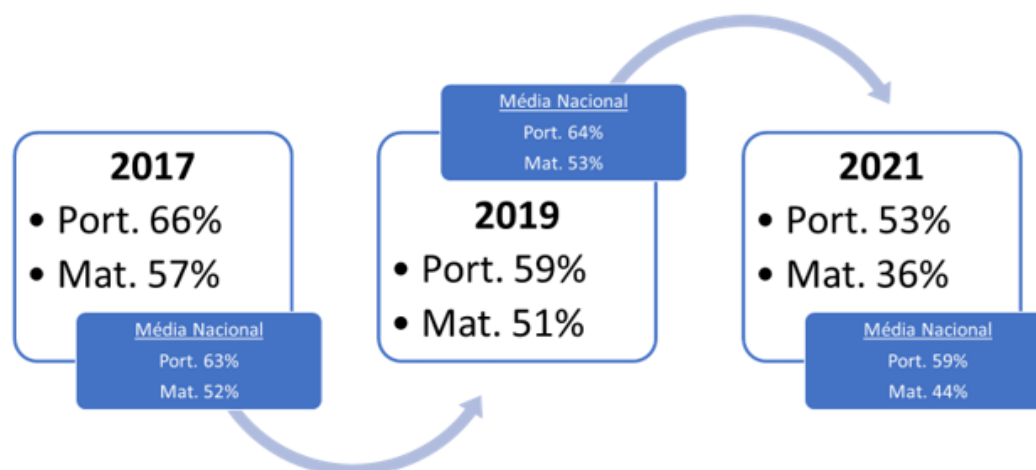 2017
• Port. 66%
• Mat. 57%
Média Nacional
Port. 63%
Mat. 52%
Média Nacional
Port. 64%
Mat. 53%
2019
• Port. 59%
• Mat. 51%
2021
• Port. 53%
• Mat. 36%
Média Nacional
Port. 59%
Mat. 44%